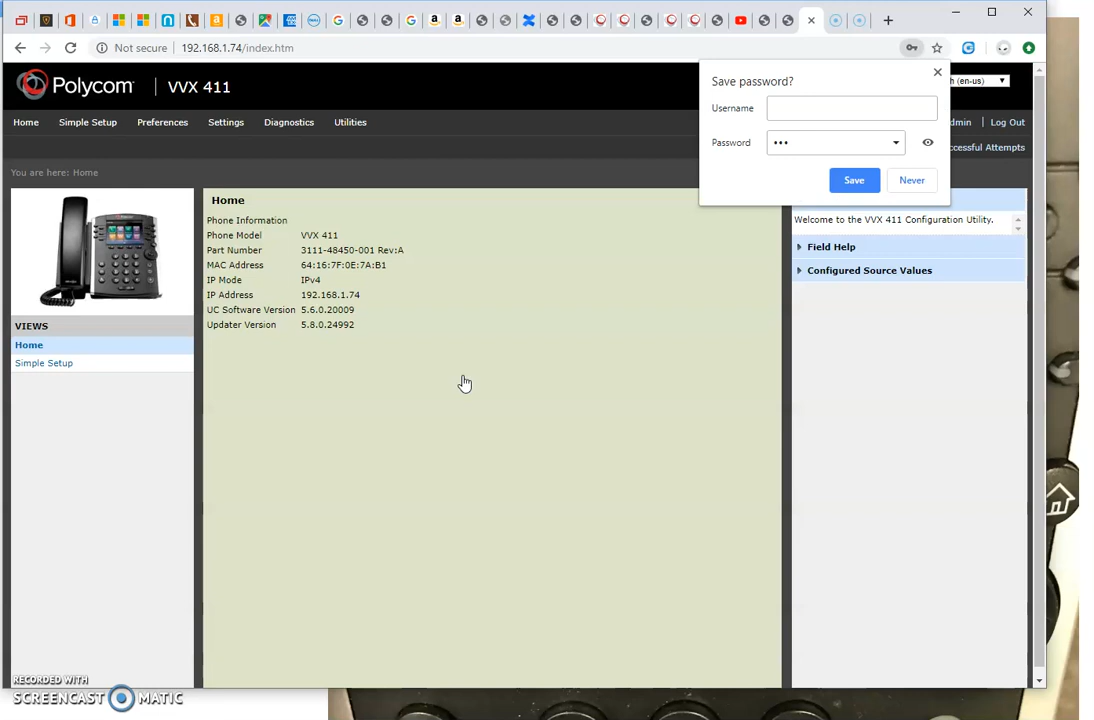 Not secure 192.168.1.74/index.htm
Polycom VVX 411
(en-us)
Home Simple Setup Preferences Settings Diagnostics Utilities
Log Out
Attempts
You are here: Home
Save password?
Username
Password •••
Save Never
VIEWS
Home
Simple Setup
Home
Phone Information
Phone Model VVX 411
Part Number 3111-48450-001 Rev:A
MAC Address 64:16:7F:0E:7A:B1
IP Mode IPv4
IP Address 192.168.1.74
UC Software Version 5.6.0.20009
Updater Version 5.8.0.24992
Welcome to the VVX 411 Configuration Utility.
Field Help
Configured Source Values
RECORDED WITH
SCREENCAST MATIC